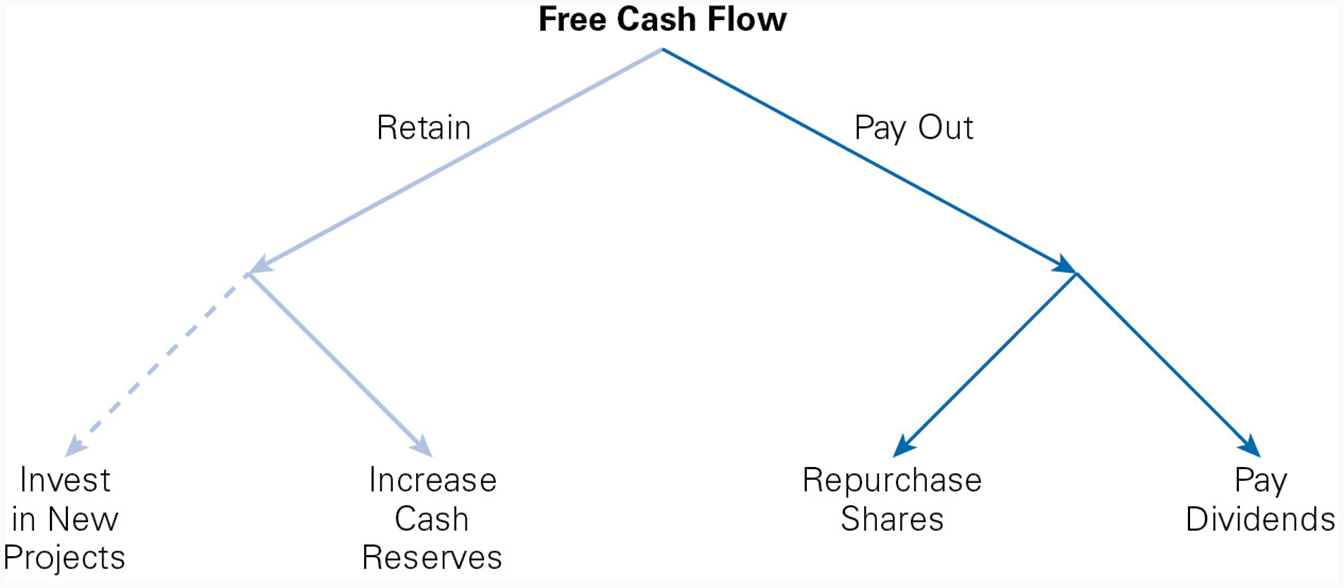 Free Cash Flow
Retain
Pay Out
Invest
in New
Projects
Increase
Cash
Reserves
Repurchase
Shares
Pay
Dividends